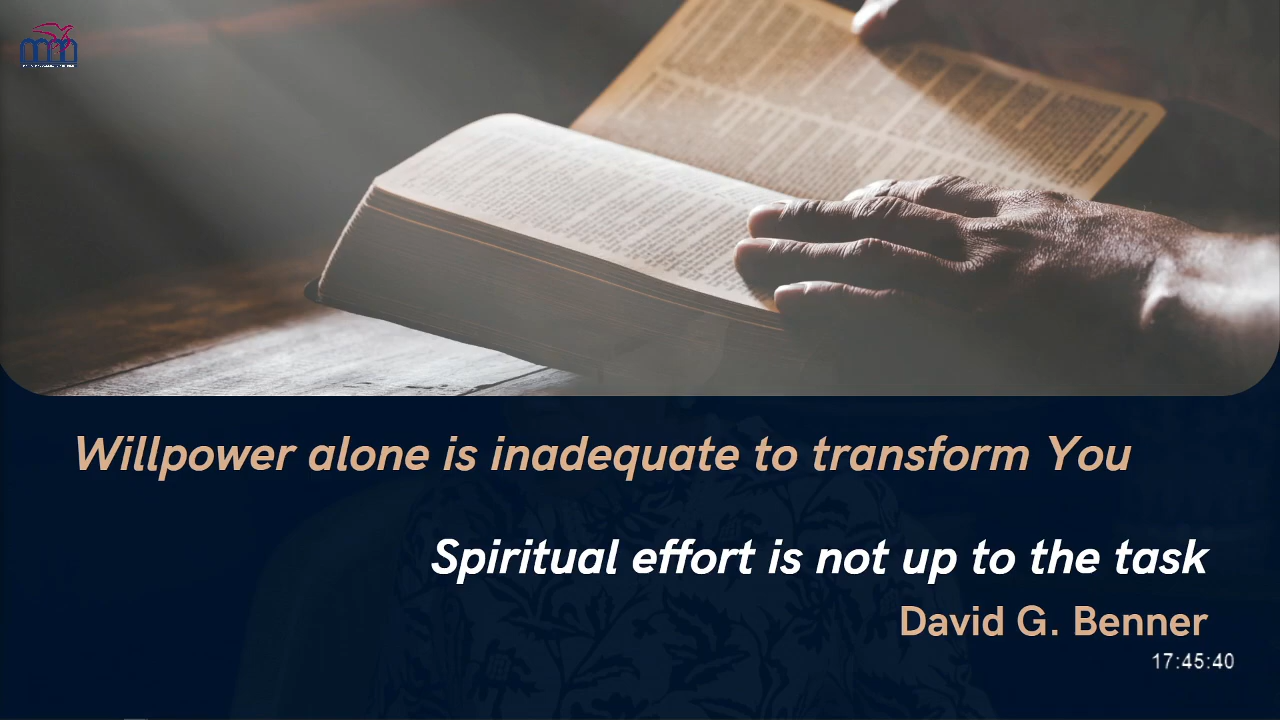 Willpower alone is inadequate to transform You
Spiritual effort is not up to the task
David G. Benner
17:45:40